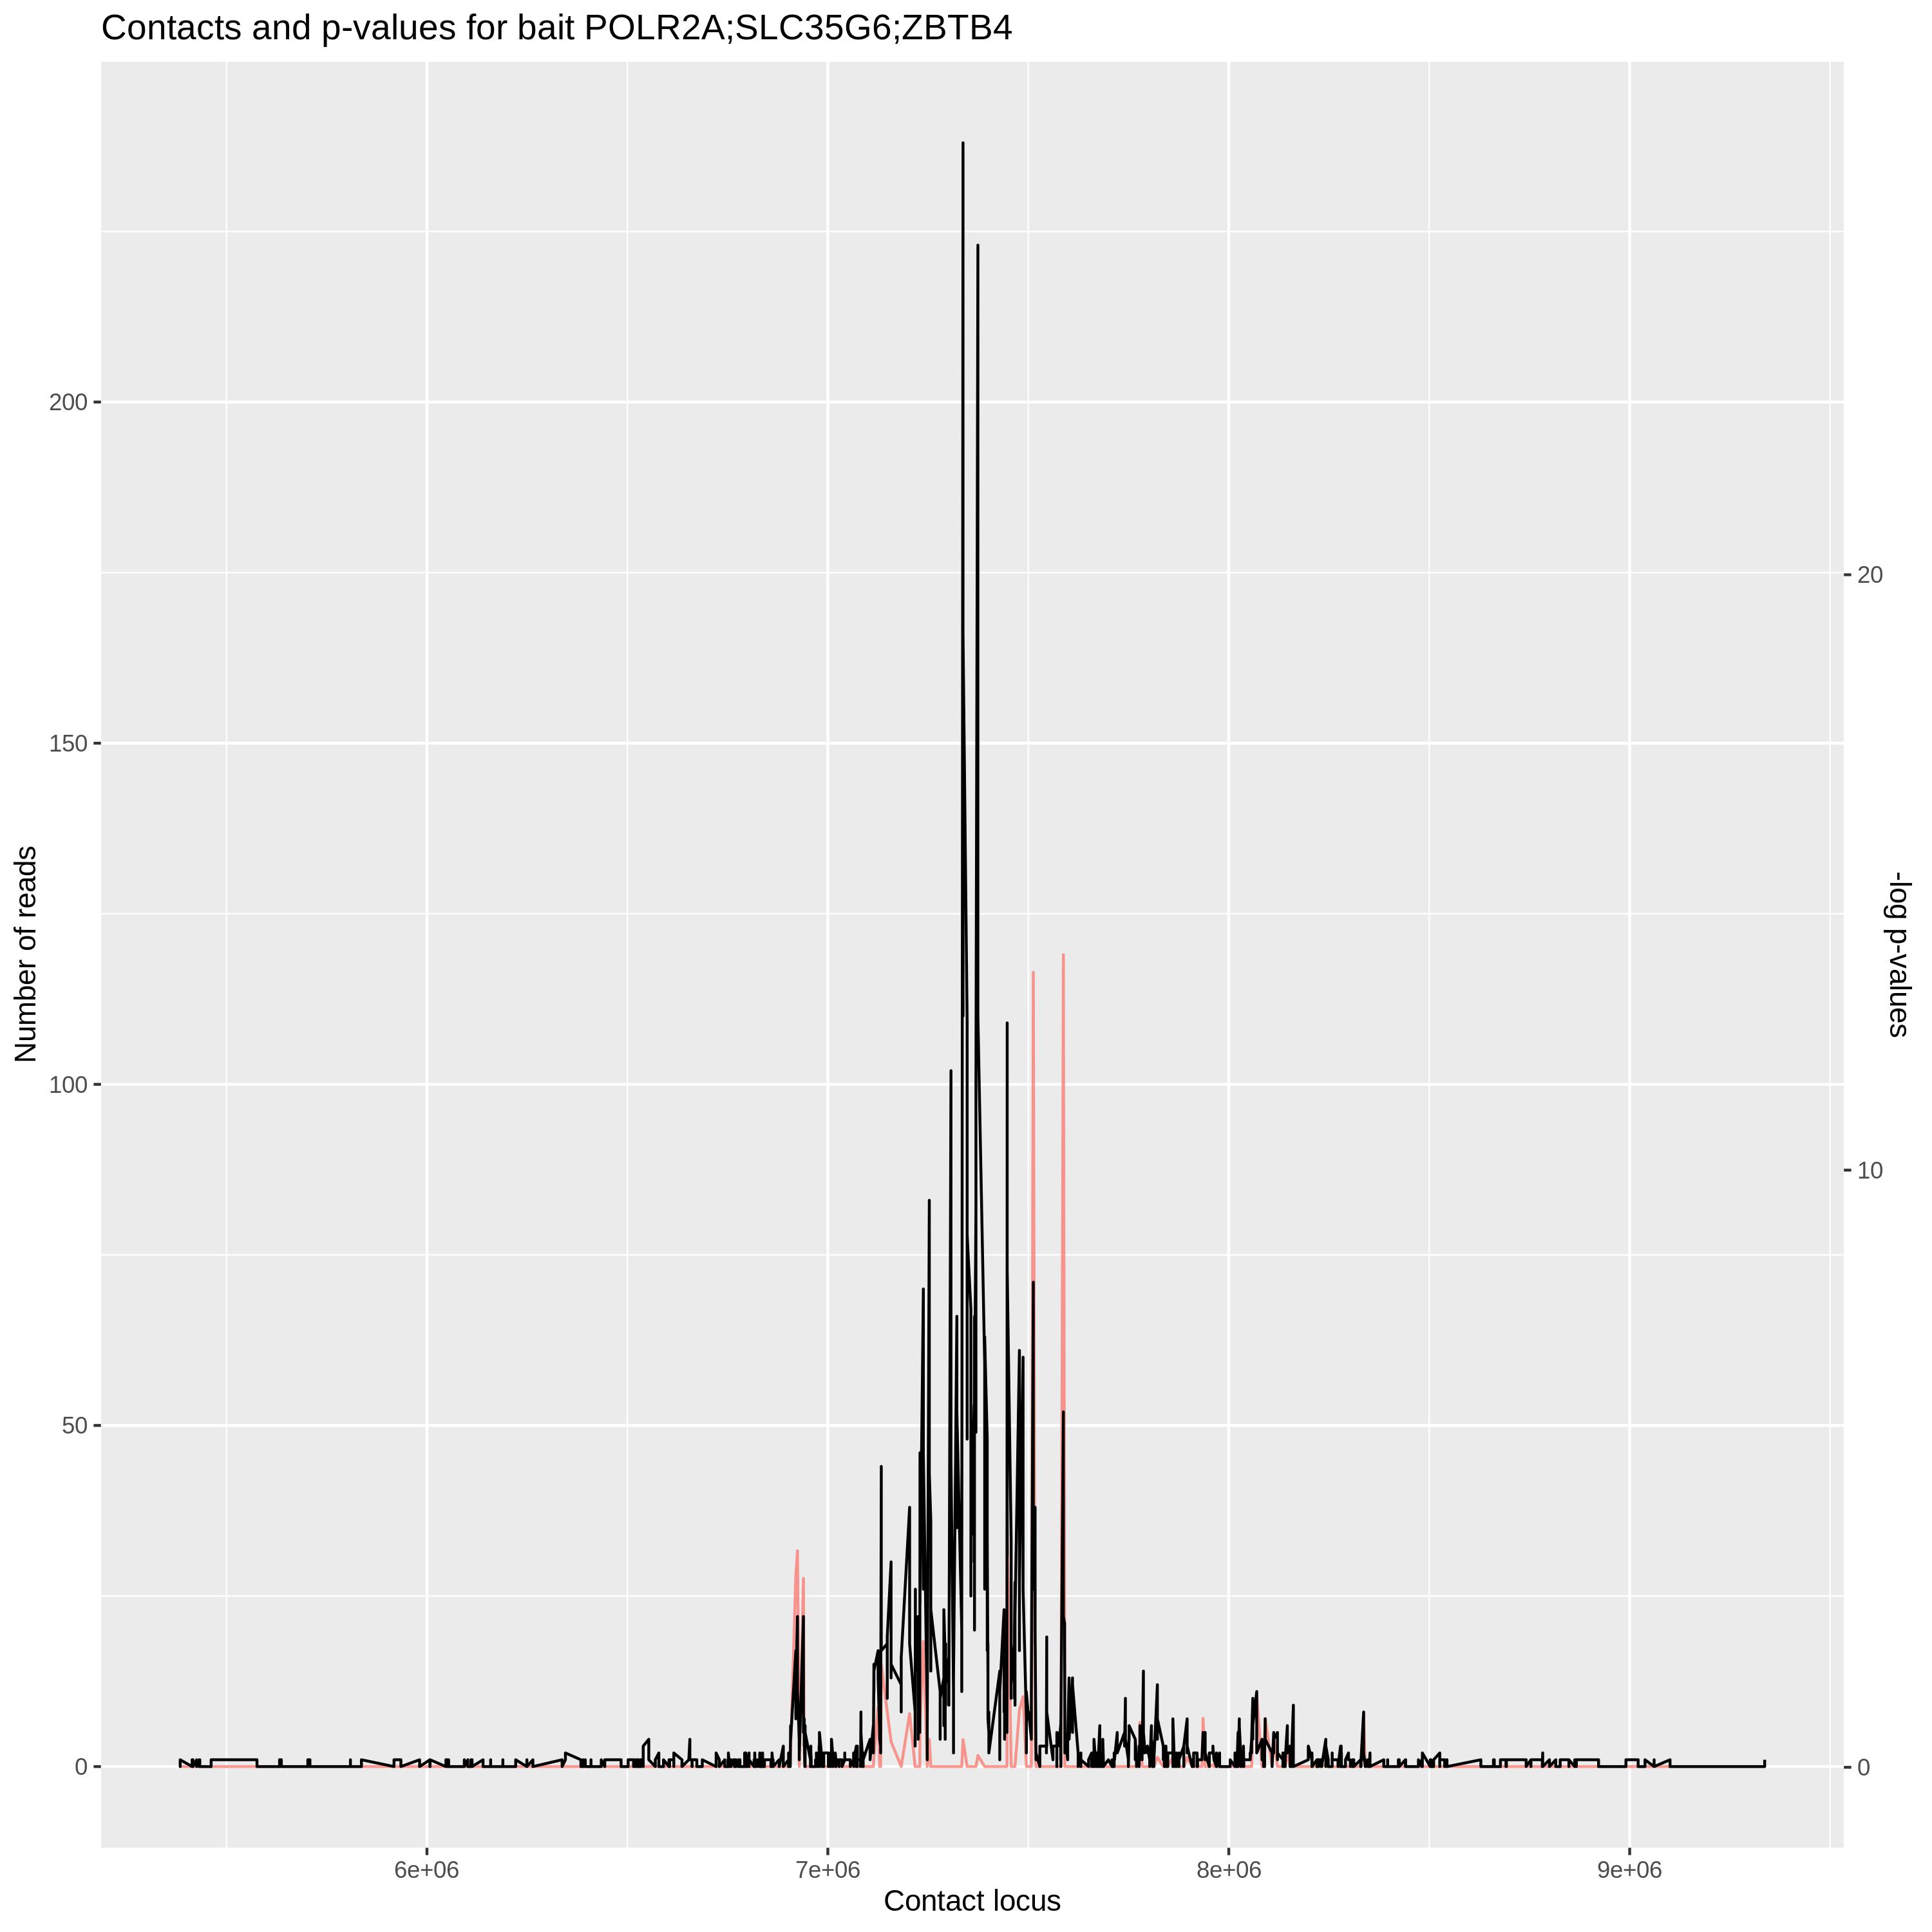 Contacts and p-values for bait POLR2A;SLC35G6;ZBTB4
Number of reads
200
150
100
50
0
20
10
0
-log p-values
6e+06
7e+06
8e+06
9e+06
Contact locus